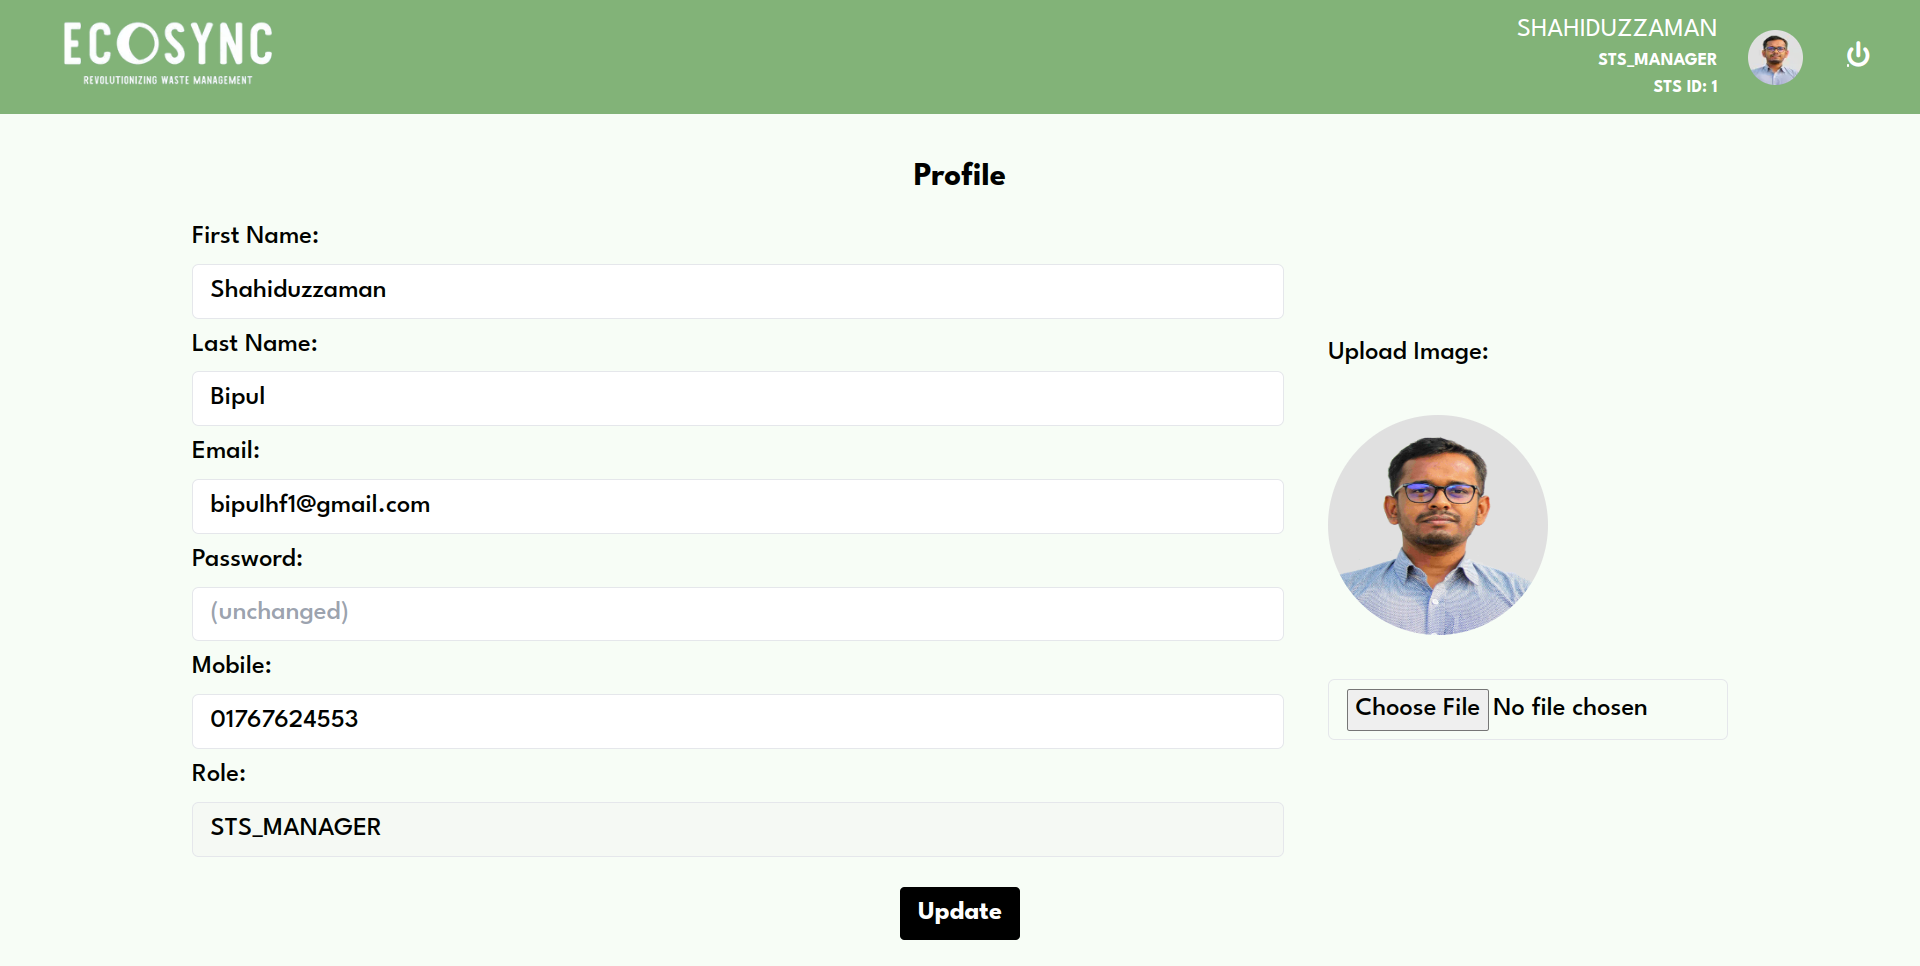 ECOSYNC
REVOLUTIONIZING WASTE MANAGEMENT
SHAHIDUZZAMAN
STS_MANAGER
STS ID: 1
Profile
First Name:
Shahiduzzaman
Last Name:
Bipul
Email:
bipulhf1@gmail.com
Password:
(unchanged)
Mobile:
01767624553
Role:
STS_MANAGER
Upload Image:
Choose File No file chosen
Update